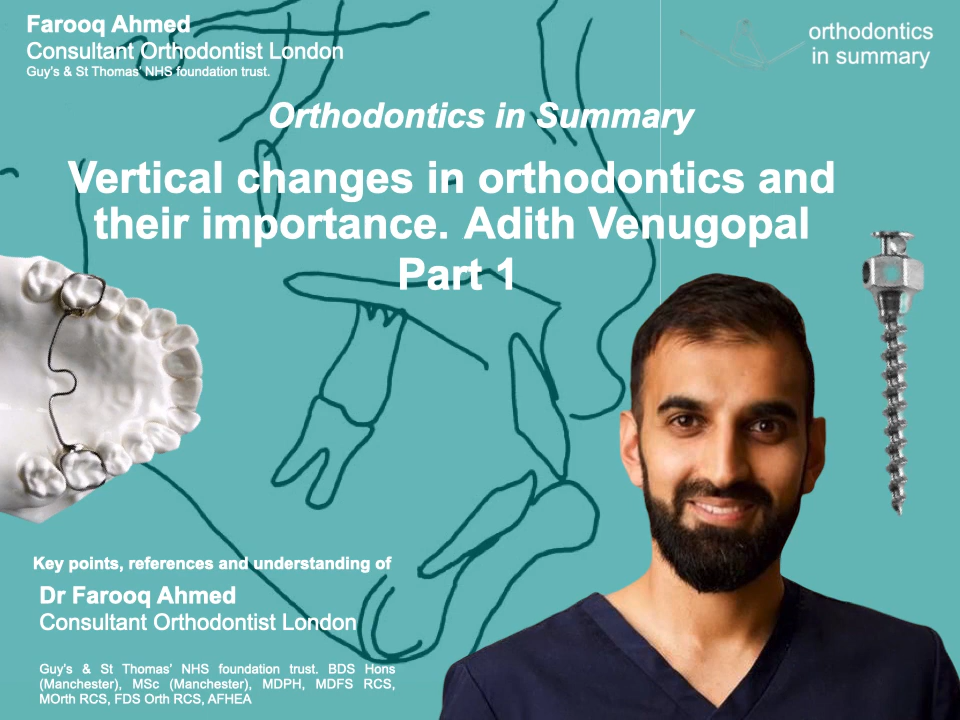 Farooq Ahmed
Consultant Orthodontist London
Guy's & St Thomas' NHS foundation trust.
orthodontics
in summary
Orthodontics in Summary
Vertical changes in orthodontics and
their importance. Adith Venugopal
Part 1
Key points, references and understanding of
Dr Farooq Ahmed
Consultant Orthodontist London
Guy's & St Thomas' NHS foundation trust. BDS Hons
(Manchester), MSc (Manchester), MDPH, MDFS RCS,
MOrth RCS, FDS Orth RCS, AFHEA